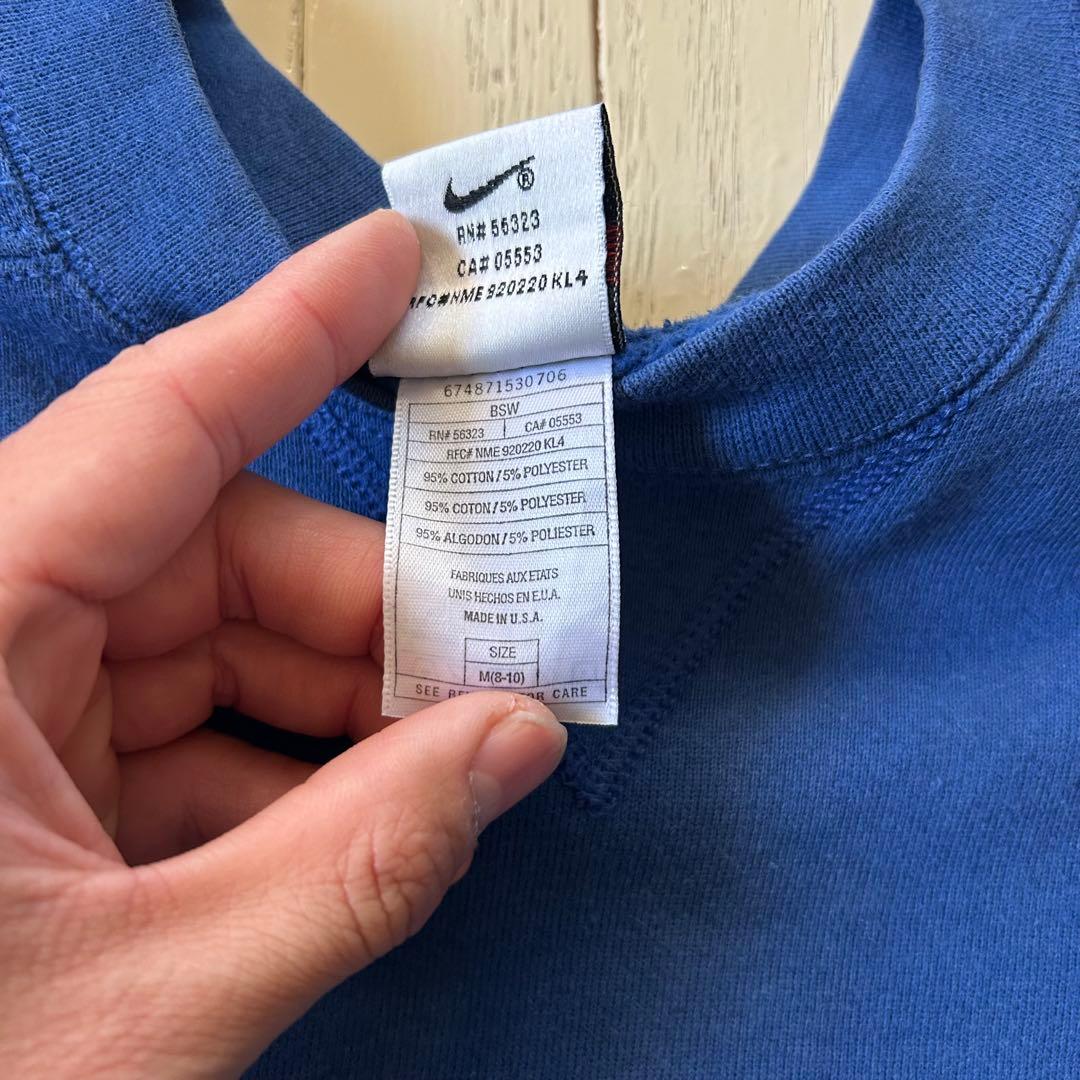 ®
RN# 56323
CA# 05553
RFC#NME 920220 KL4
674871530706
BSW
RN# 56323 CA# 05553
RFC# NME 920220 KL4
95% COTTON / 5% POLYESTER
95% COTON / 5% POLYESTER
95% ALGODON / 5% POLIESTER
FABRIQUES AUX ETATS
UNIS HECHOS EN E.U.A.
MADE IN U.S.A.
SIZE
M(8-10)
SEE CARE